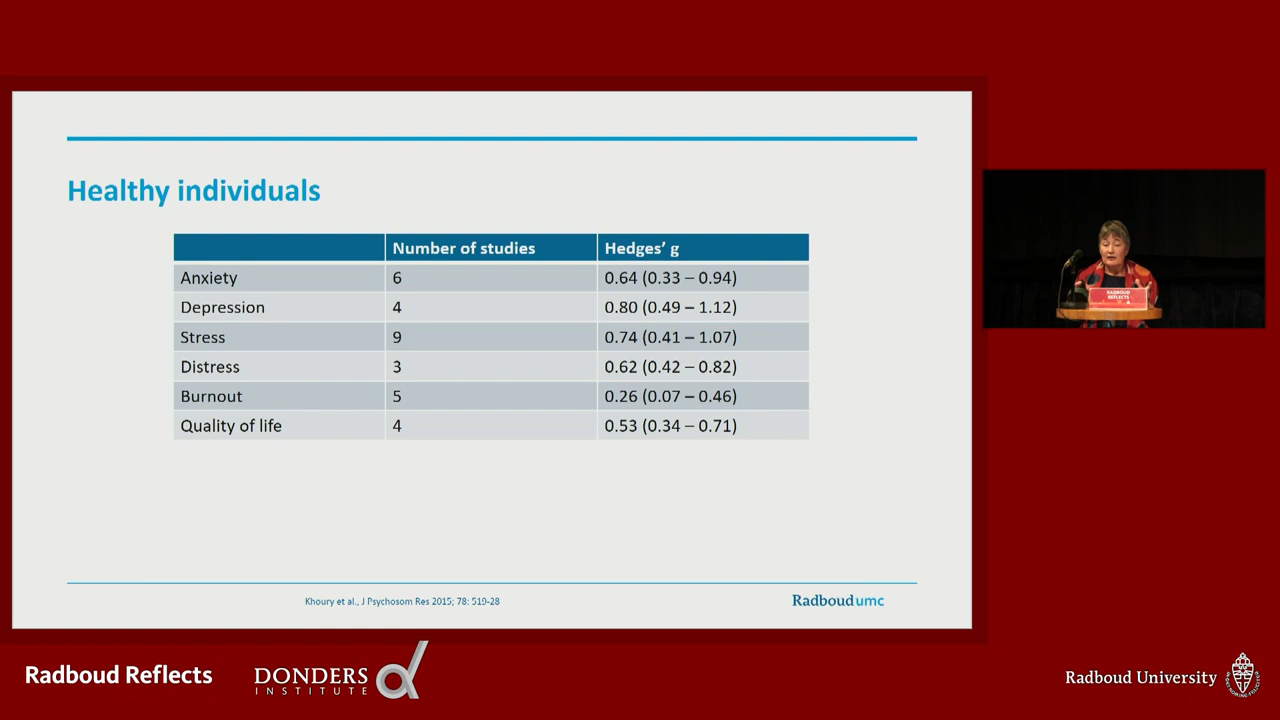 Healthy individuals
Number of studies Hedges’ g
Anxiety 6 0.64 (0.33 – 0.94)
Depression 4 0.80 (0.49 – 1.12)
Stress 9 0.74 (0.41 – 1.07)
Distress 3 0.62 (0.42 – 0.82)
Burnout 5 0.26 (0.07 – 0.46)
Quality of life 4 0.53 (0.34 – 0.71)
Khoury et al., J Psychosom Res 2015; 78: 519-28
Radboudumc
RADBOUD
REFLECTS
Radboud Reflects
DONDERS
INSTITUTE
Radboud University